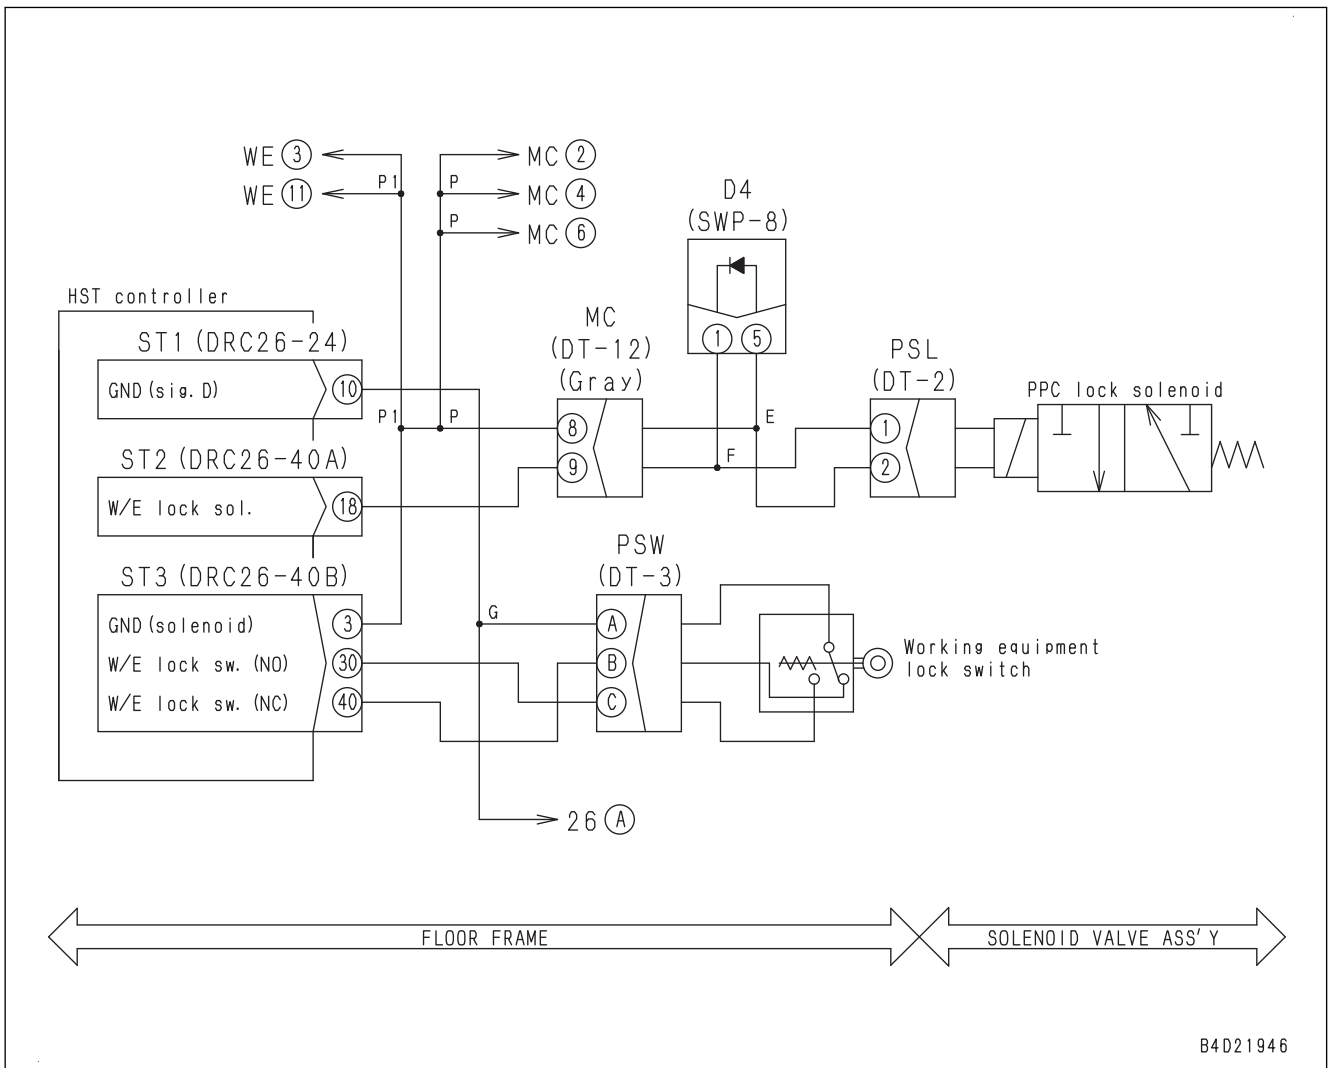 WE 3
MC 2
WE 11
P1
P
MC 4
P
MC 6
D4
(SWP-8)
1
5
HST controller
ST1 (DRC26-24)
GND (sig. D)
10
P1
P
MC
(DT-12)
(Gray)
8
9
E
F
PSL
(DT-2)
1
2
PPC lock solenoid
ST2 (DRC26-40A)
W/E lock sol.
18
ST3 (DRC26-40B)
GND (solenoid)
3
W/E lock sw. (NO)
30
W/E lock sw. (NC)
40
G
PSW
(DT-3)
A
B
C
Working equipment
lock switch
26 A
FLOOR FRAME
SOLENOID VALVE ASS'Y
B4D21946